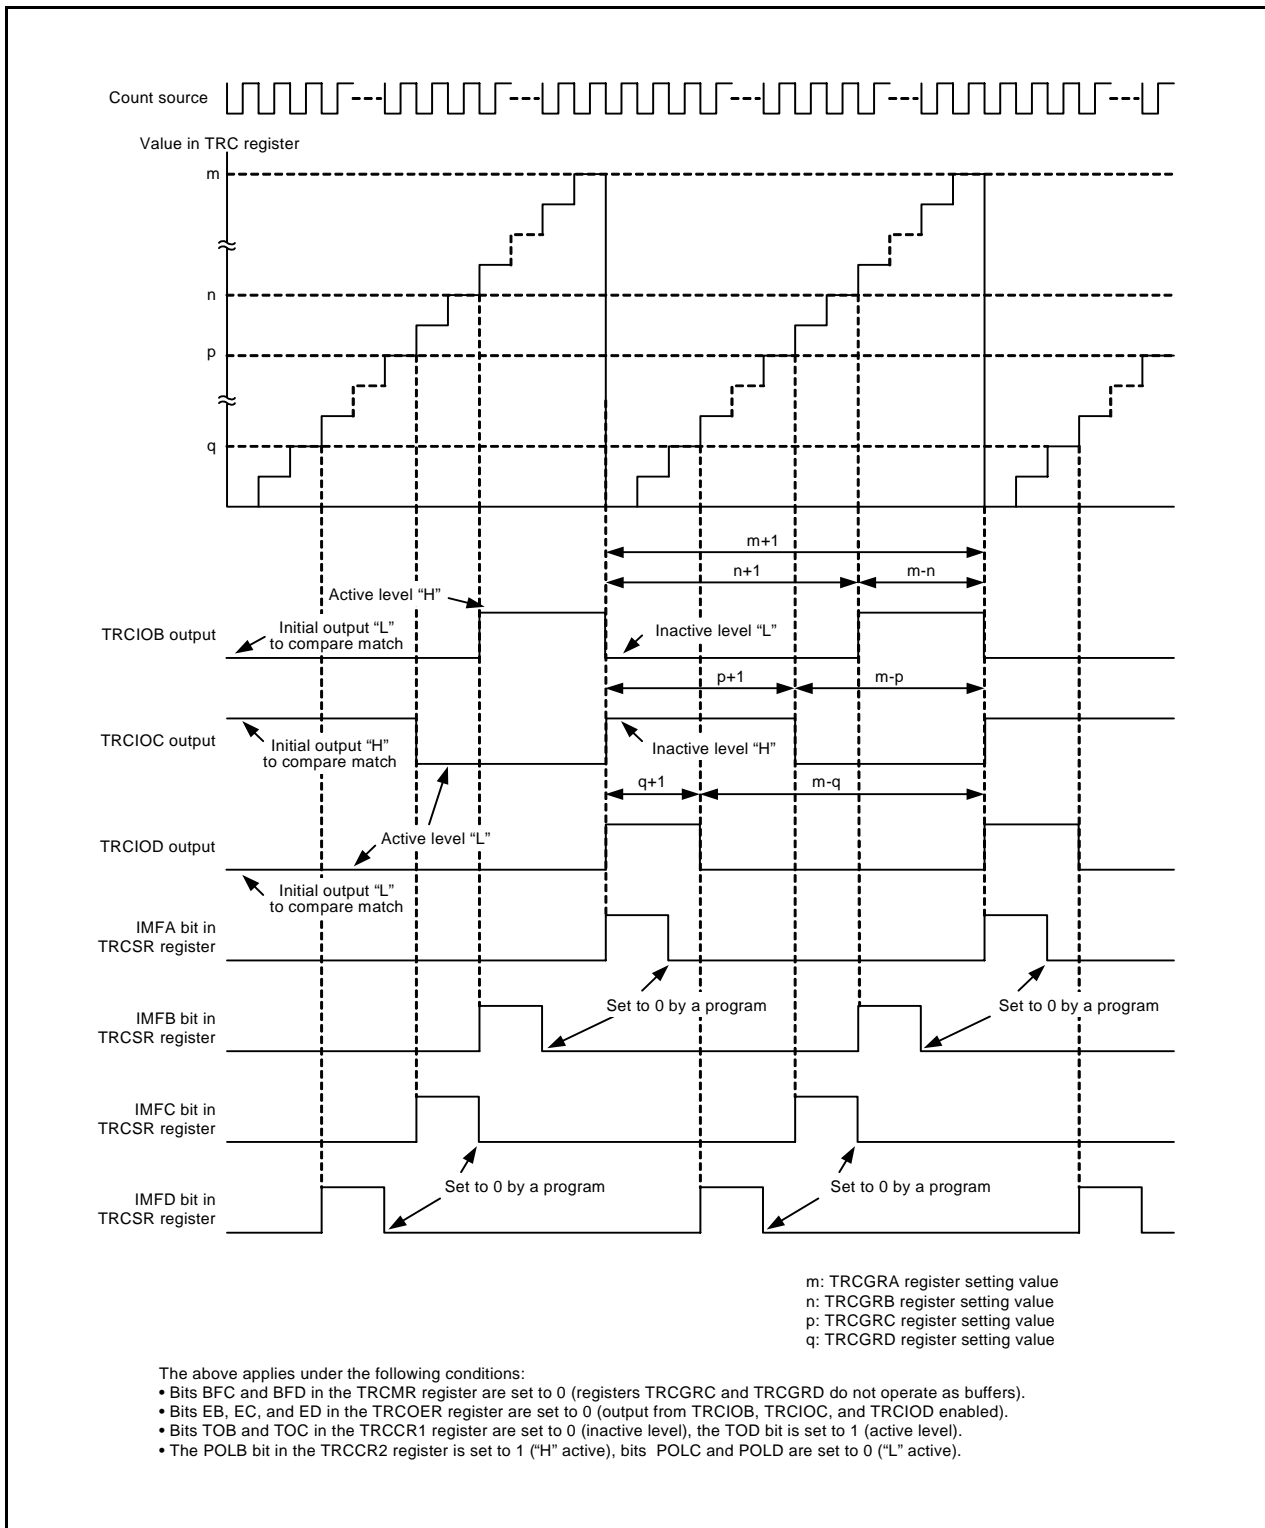 Count source
Value in TRC register
m
n
p
q
m+1
n+1
m-n
Active level “H”
TRCIOB output
Initial output “L”
to compare match
Inactive level “L”
p+1
m-p
TRCIOC output
Initial output “H”
to compare match
Inactive level “H”
q+1
m-q
TRCIOD output
Active level “L”
Initial output “L”
to compare match
IMFA bit in
TRCSR register
Set to 0 by a program
Set to 0 by a program
IMFB bit in
TRCSR register
IMFC bit in
TRCSR register
Set to 0 by a program
Set to 0 by a program
IMFD bit in
TRCSR register
m: TRCGRA register setting value
n: TRCGRB register setting value
p: TRCGRC register setting value
q: TRCGRD register setting value
The above applies under the following conditions:
• Bits BFC and BFD in the TRCMR register are set to 0 (registers TRCGRC and TRCGRD do not operate as buffers).
• Bits EB, EC, and ED in the TRCOER register are set to 0 (output from TRCIOB, TRCIOC, and TRCIOD enabled).
• Bits TOB and TOC in the TRCCR1 register are set to 0 (inactive level), the TOD bit is set to 1 (active level).
• The POLB bit in the TRCCR2 register is set to 1 (“H” active), bits POLC and POLD are set to 0 (“L” active).